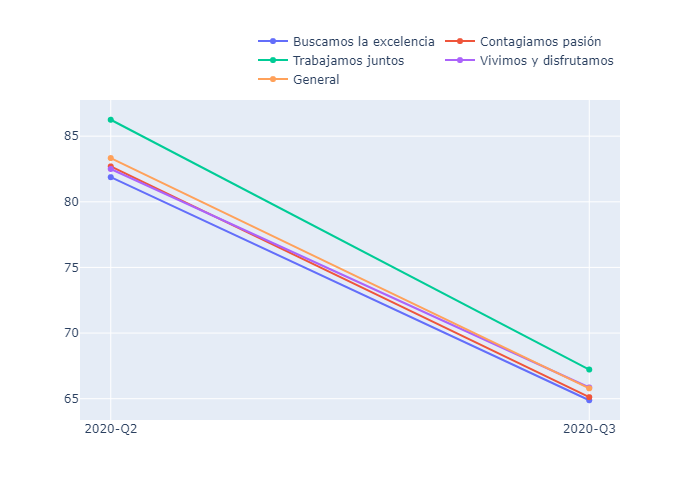 Buscamos la excelencia Contagiamos pasión
Trabajamos juntos Vivimos y disfrutamos
General
85
80
75
70
65
2020-Q2 2020-Q3